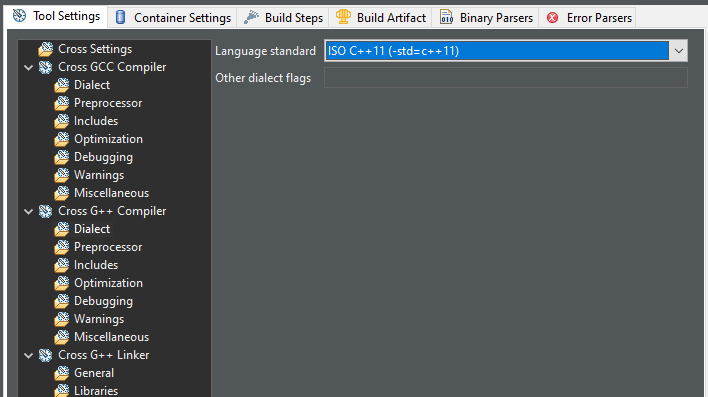 Tool Settings Container Settings Build Steps Build Artifact Binary Parsers Error Parsers
Cross Settings
Cross GCC Compiler
Dialect
Preprocessor
Includes
Optimization
Debugging
Warnings
Miscellaneous
Cross G++ Compiler
Dialect
Preprocessor
Includes
Optimization
Debugging
Warnings
Miscellaneous
Cross G++ Linker
General
Libraries
Language standard ISO C++11 (-std=c++11)
Other dialect flags